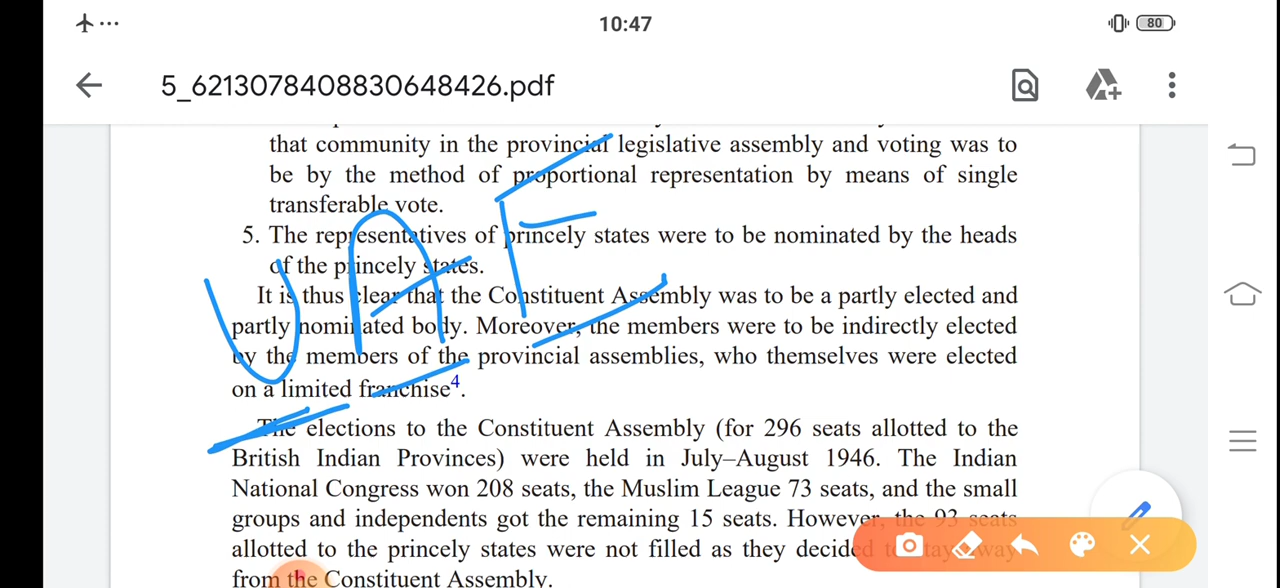 10:47
80
5_6213078408830648426.pdf
that community in the provincial legislative assembly and voting was to
be by the method of proportional representation by means of single
transferable vote.
5. The representatives of princely states were to be nominated by the heads
of the princely states.
It is thus clear that the Constituent Assembly was to be a partly elected and
partly nominated body. Moreover, the members were to be indirectly elected
by the members of the provincial assemblies, who themselves were elected
on a limited franchise4.
UAE
The elections to the Constituent Assembly (for 296 seats allotted to the
British Indian Provinces) were held in July–August 1946. The Indian
National Congress won 208 seats, the Muslim League 73 seats, and the small
groups and independents got the remaining 15 seats. However, the 93 seats
allotted to the princely states were not filled as they decided to stay away
from the Constituent Assembly.